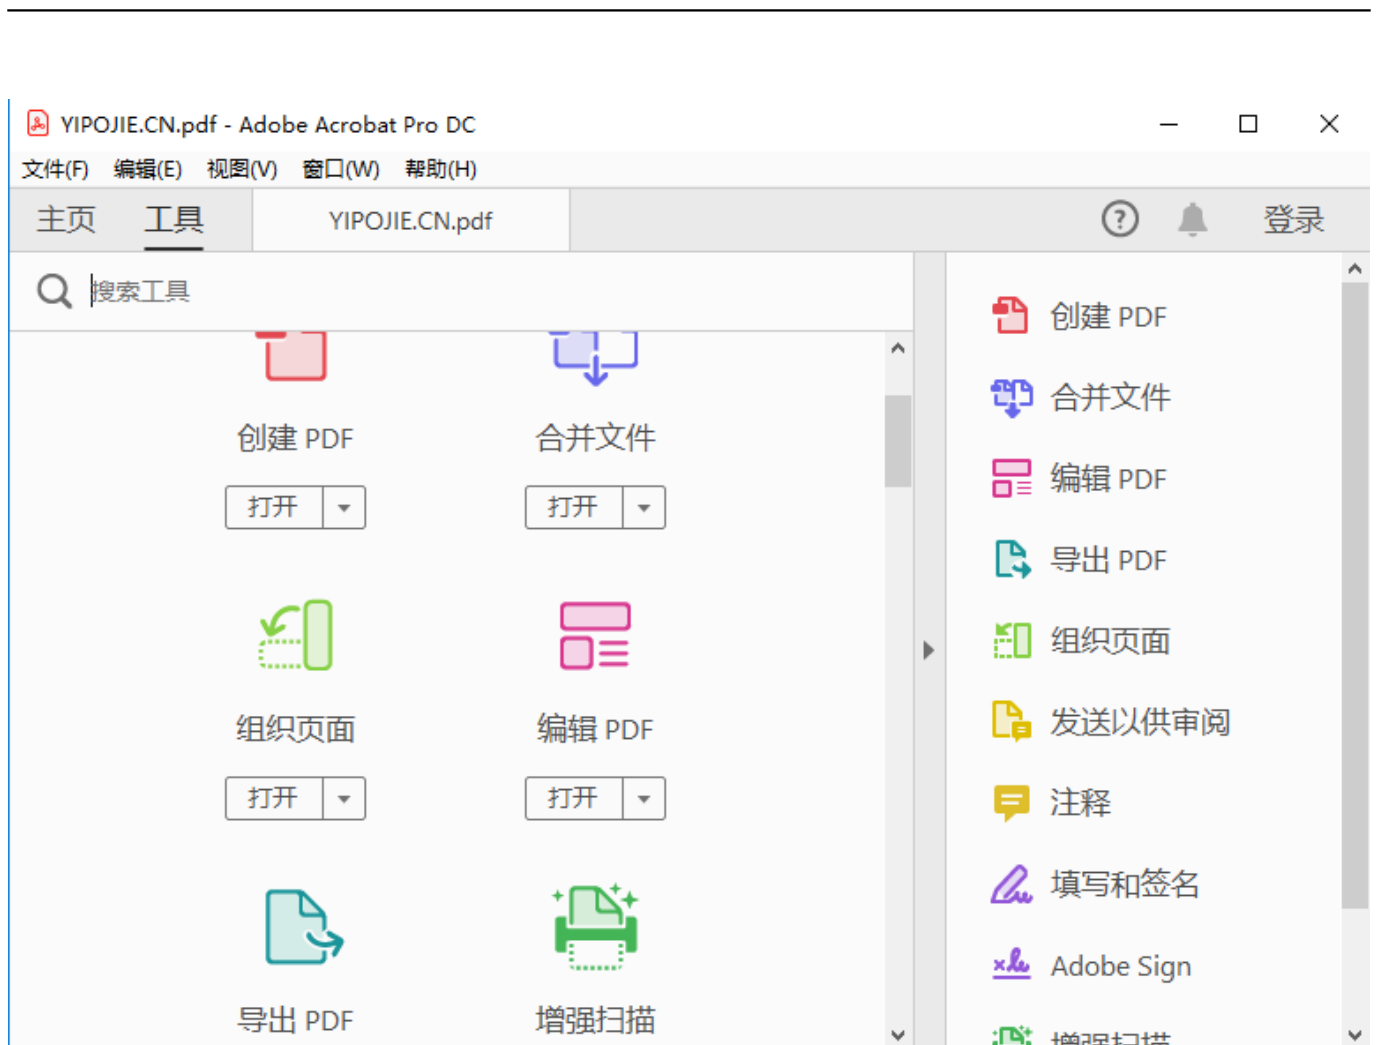 YIPOJIE.CN.pdf - Adobe Acrobat Pro DC
文件(F) 编辑(E) 视图(V) 窗口(W) 帮助(H)
主页 工具 YIPOJIE.CN.pdf 登录
搜索工具
创建 PDF 合并文件
打开 打开
组织页面 编辑 PDF
打开 打开
导出 PDF 增强扫描
创建 PDF
合并文件
编辑 PDF
导出 PDF
组织页面
发送以供审阅
注释
填写和签名
Adobe Sign
增强扫描